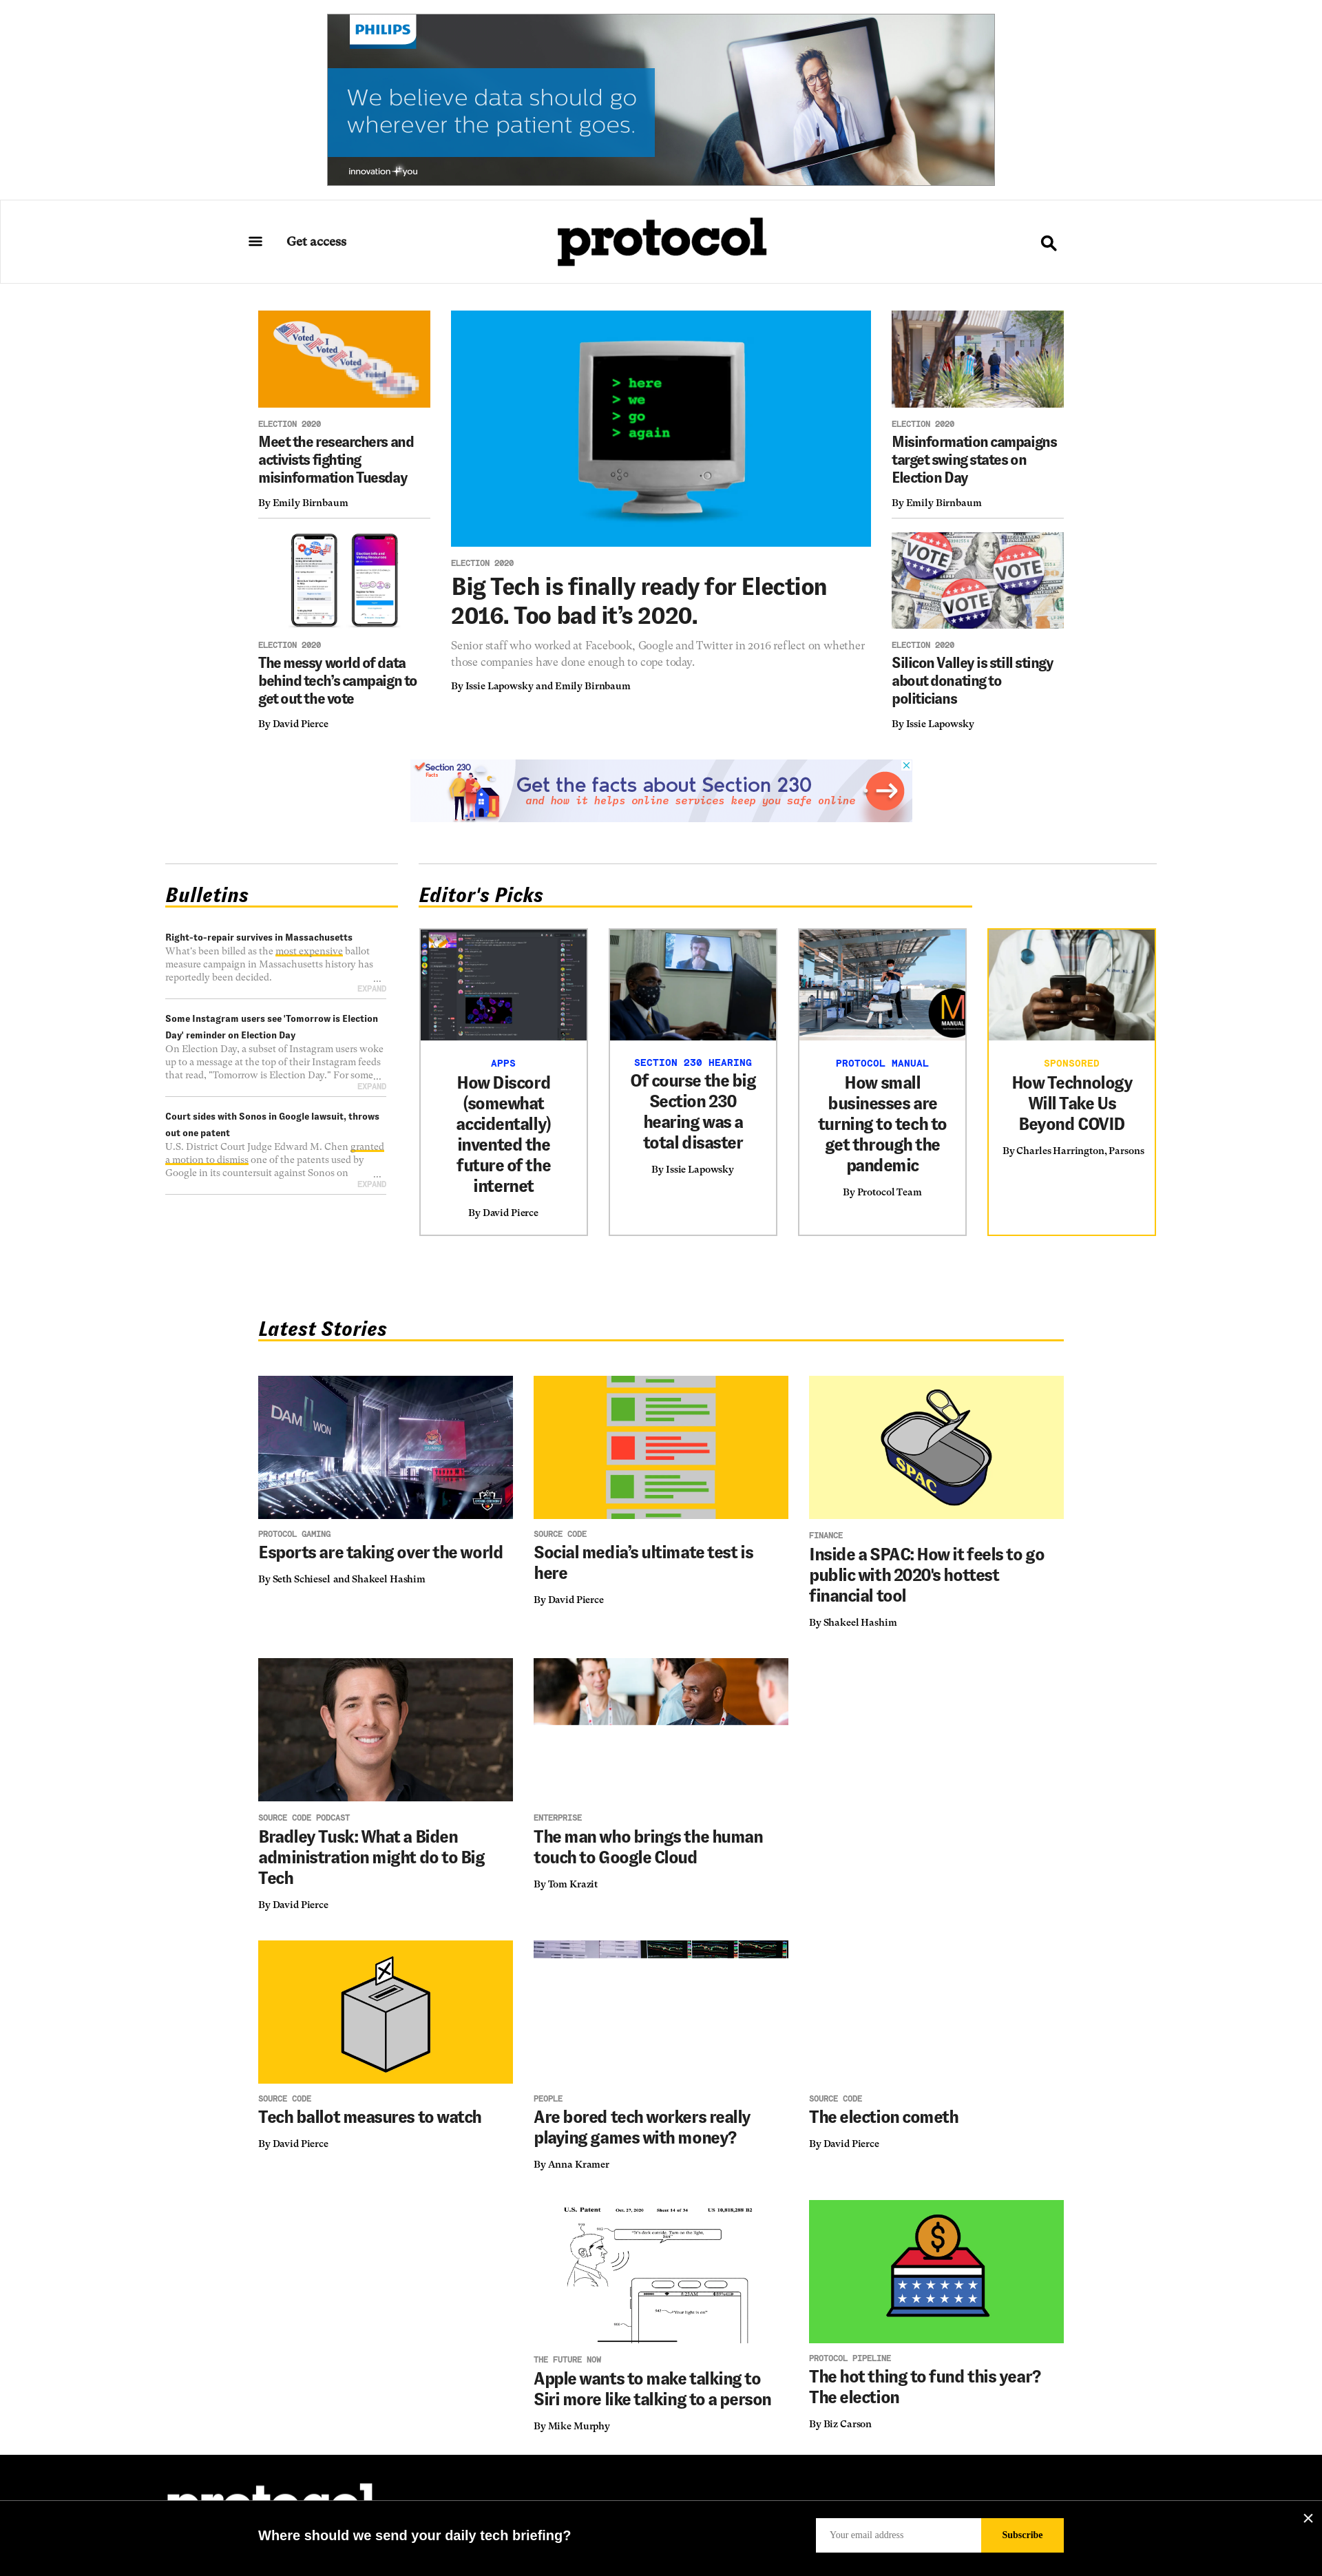 PHILIPS
We believe data should go
wherever the patient goes.
innovation + you
Get access
protocol
I Voted
I Voted
I Voted
ELECTION 2020
Meet the researchers and
activists fighting
misinformation Tuesday
By Emily Birnbaum
ELECTION 2020
The messy world of data
behind tech's campaign to
get out the vote
By David Pierce
> here
> we
> go
> again
ELECTION 2020
Big Tech is finally ready for Election
2016. Too bad it's 2020.
Senior staff who worked at Facebook, Google and Twitter in 2016 reflect on whether
those companies have done enough to cope today.
By Issie Lapowsky and Emily Birnbaum
ELECTION 2020
Misinformation campaigns
target swing states on
Election Day
By Emily Birnbaum
VOTE
VOTE
VOTE
ELECTION 2020
Silicon Valley is still stingy
about donating to
politicians
By Issie Lapowsky
Section 230
Facts
Get the facts about Section 230
and how it helps online services keep you safe online
Bulletins
Right-to-repair survives in Massachusetts
What's been billed as the most expensive ballot
measure campaign in Massachusetts history has
reportedly been decided.
...
EXPAND
Some Instagram users see 'Tomorrow is Election
Day' reminder on Election Day
On Election Day, a subset of Instagram users woke
up to a message at the top of their Instagram feeds
that read, "Tomorrow is Election Day." For some...
EXPAND
Court sides with Sonos in Google lawsuit, throws
out one patent
U.S. District Court Judge Edward M. Chen granted
a motion to dismiss one of the patents used by
Google in its countersuit against Sonos on ...
EXPAND
Editor's Picks
APPS
How Discord
(somewhat
accidentally)
invented the
future of the
internet
By David Pierce
SECTION 230 HEARING
Of course the big
Section 230
hearing was a
total disaster
By Issie Lapowsky
M
MANUAL
PROTOCOL MANUAL
How small
businesses are
turning to tech to
get through the
pandemic
By Protocol Team
SPONSORED
How Technology
Will Take Us
Beyond COVID
By Charles Harrington, Parsons
Latest Stories
DAMWON
PROTOCOL GAMING
Esports are taking over the world
By Seth Schiesel and Shakeel Hashim
SOURCE CODE
Social media's ultimate test is
here
By David Pierce
SPAC
FINANCE
Inside a SPAC: How it feels to go
public with 2020's hottest
financial tool
By Shakeel Hashim
SOURCE CODE PODCAST
Bradley Tusk: What a Biden
administration might do to Big
Tech
By David Pierce
ENTERPRISE
The man who brings the human
touch to Google Cloud
By Tom Krazit
SOURCE CODE
Tech ballot measures to watch
By David Pierce
PEOPLE
Are bored tech workers really
playing games with money?
By Anna Kramer
SOURCE CODE
The election cometh
By David Pierce
U.S. Patent Oct. 27, 2020 Sheet 14 of 34 US 10,818,288 B2
THE FUTURE NOW
Apple wants to make talking to
Siri more like talking to a person
By Mike Murphy
$
PROTOCOL PIPELINE
The hot thing to fund this year?
The election
By Biz Carson
protocol
Where should we send your daily tech briefing?
Your email address
Subscribe